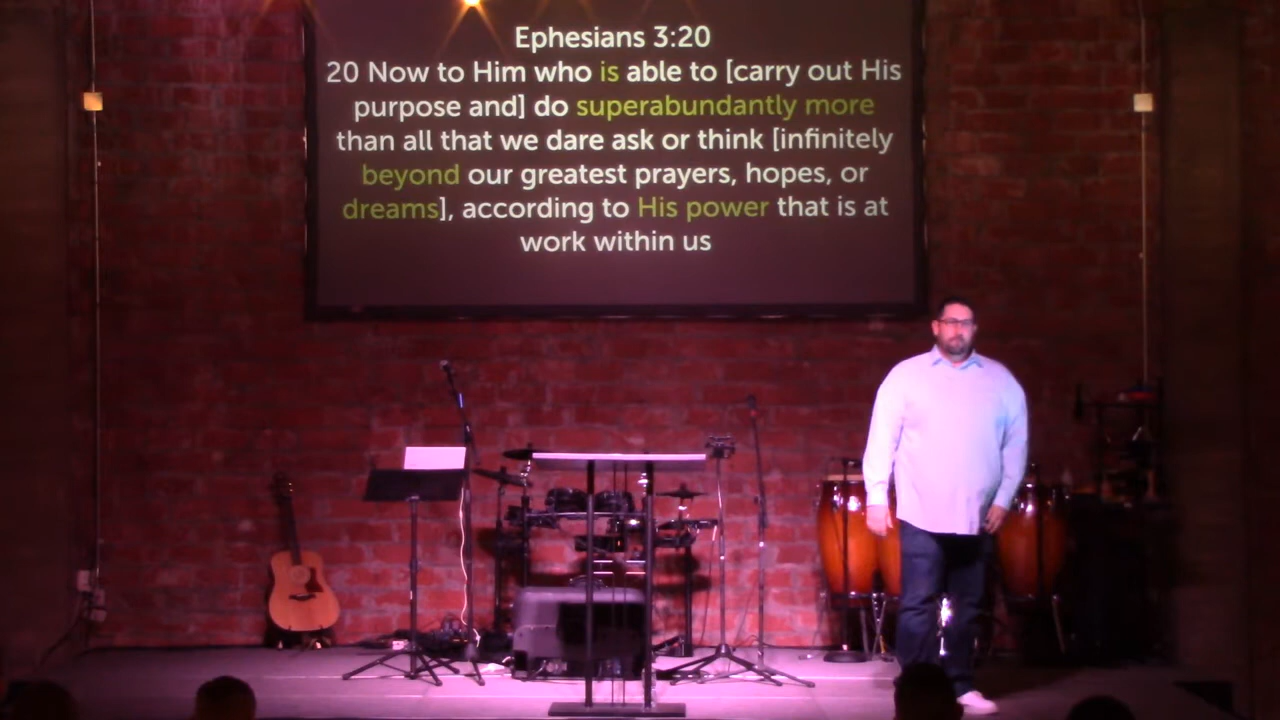 Ephesians 3:20
20 Now to Him who is able to [carry out His
purpose and] do superabundantly more
than all that we dare ask or think [infinitely
beyond our greatest prayers, hopes, or
dreams], according to His power that is at
work within us